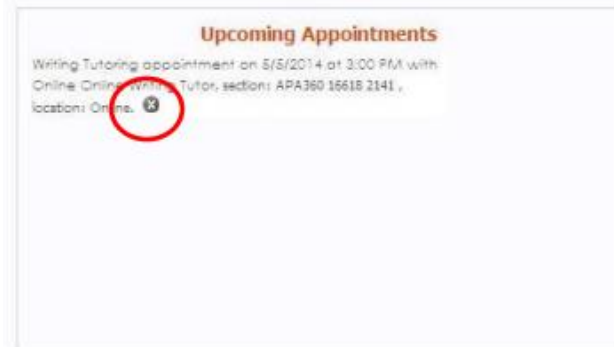 Upcoming Appointments
Writing Tutoring appointment on 5/5/2014 at 3:00 PM with
Online Online Writing Tutor, section: APA360 16618 2141 ,
location: Online.